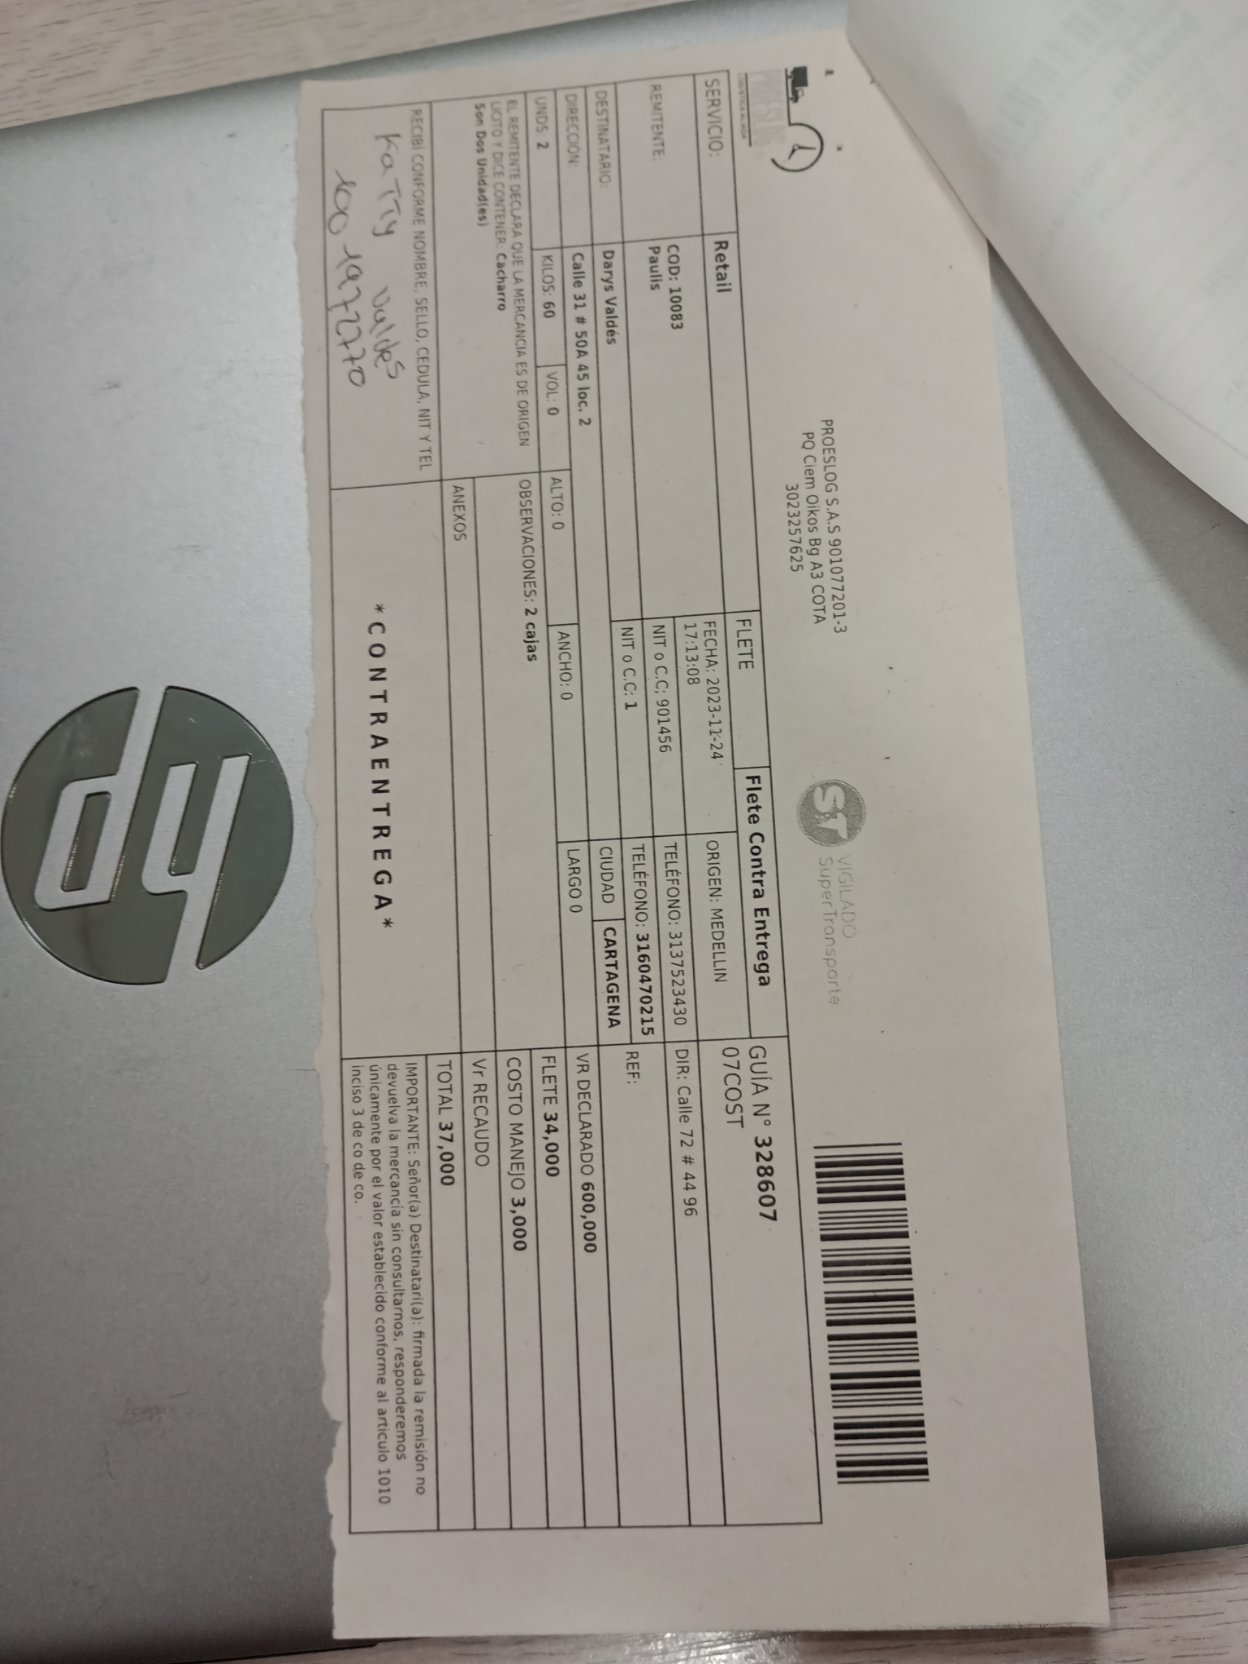 PROESLOG
PROESLOG S.A.S 901077201-3
PQ Ciem Oikos Bg A3 COTA
3023257625
ST
VIGILADO
SuperTransporte
SERVICIO: Retail
FLETE Flete Contra Entrega
GUÍA N° 328607
07COST
REMITENTE: COD: 10083
Paulis
FECHA: 2023-11-24
17:13:08
ORIGEN: MEDELLIN
NIT o C.C: 901456
TELÉFONO: 3137523430
DIR: Calle 72 # 44 96
DESTINATARIO: Darys Valdés
NIT o C.C: 1
TELÉFONO: 3160470215
REF:
DIRECCIÓN: Calle 31 # 50A 45 loc. 2
CIUDAD CARTAGENA
UNDS: 2 KILOS: 60 VOL: 0 ALTO: 0 ANCHO: 0 LARGO 0
VR DECLARADO 600,000
EL REMITENTE DECLARA QUE LA MERCANCIA ES DE ORIGEN
LICITO Y DICE CONTENER: Cacharro
Son Dos Unidad(es)
OBSERVACIONES: 2 cajas
FLETE 34,000
COSTO MANEJO 3,000
ANEXOS
Vr RECAUDO
TOTAL 37,000
RECIBÍ CONFORME NOMBRE, SELLO, CEDULA, NIT Y TEL
KaTTy Valdes
*CONTRAENTREGA*
IMPORTANTE: Señor(a) Destinatari(a): firmada la remisión no
devuelva la mercancía sin consultarnos, responderemos
únicamente por el valor establecido conforme al articulo 1010
inciso 3 de co de co.
hp